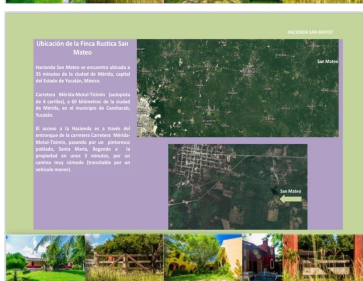 HACIENDA SAN MATEO
Ubicación de la Finca Rustica San
Mateo
Hacienda San Mateo se encuentra ubicada a
35 minutos de la ciudad de Mérida, capital
del Estado de Yucatán, México.
Carretera Mérida-Motul-Tizimín (autopista
de 4 carriles), a 60 kilómetros de la ciudad
de Mérida, en el municipio de Cansahcab,
Yucatán.
El acceso a la Hacienda es a través del
entronque de la carretera Carretera Mérida-
Motul-Tizimín, pasando por un pintoresco
poblado, Santa María, llegando a la
propiedad en unos 5 minutos, por un
camino muy cómodo (transitable por un
vehículo menor)
San Mateo
San Mateo